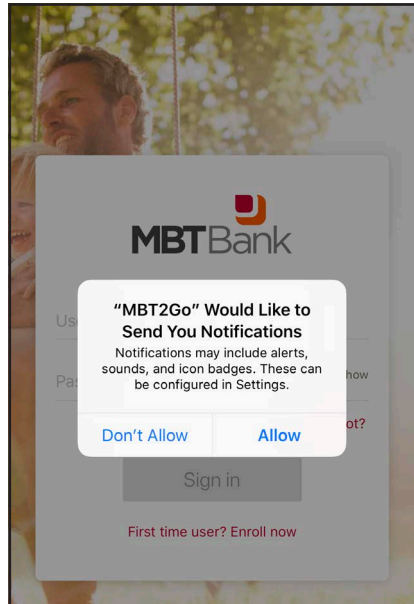 MBTBank
“MBT2Go” Would Like to
Send You Notifications
Notifications may include alerts,
sounds, and icon badges. These can
be configured in Settings.
Don’t Allow
Allow
Sign in
First time user? Enroll now